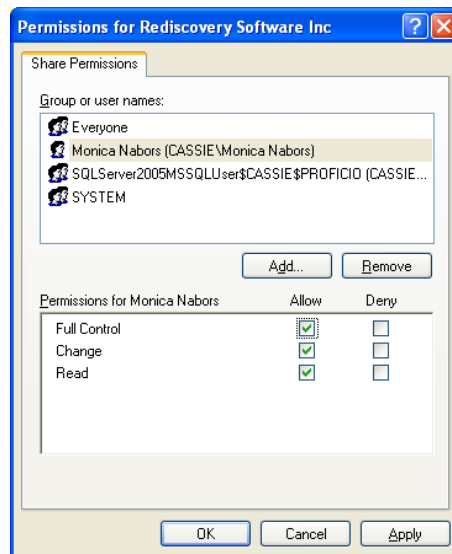 Permissions for Rediscovery Software Inc
Share Permissions
Group or user names:
Everyone
Monica Nabors (CASSIE\Monica Nabors)
SQLServer2005MSSQLUser$CASSIE$PROFICIO (CASSIE...
SYSTEM
Add... Remove
Permissions for Monica Nabors Allow Deny
Full Control
Change
Read
OK Cancel Apply